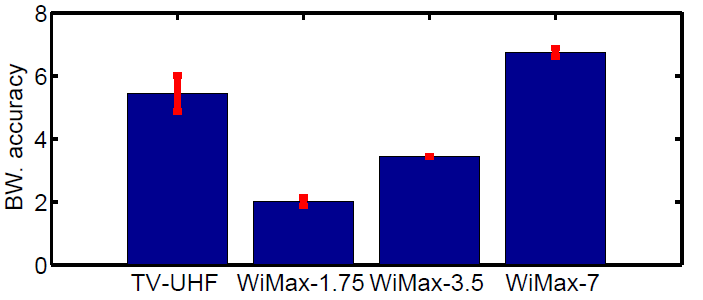 8
6
4
2
0
BW. accuracy
TV-UHF
WiMax-1.75
WiMax-3.5
WiMax-7